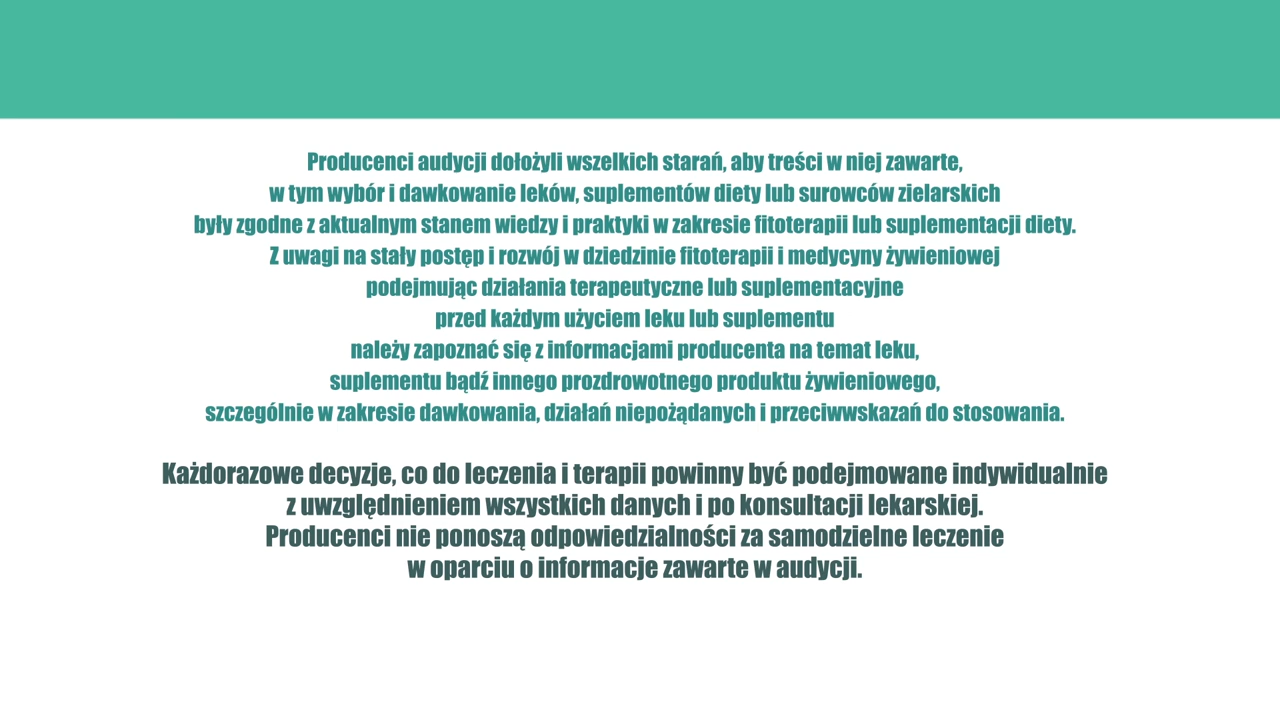 Producenci audycji dołożyli wszelkich starań, aby treści w niej zawarte,
w tym wybór i dawkowanie leków, suplementów diety lub surowców zielarskich
były zgodne z aktualnym stanem wiedzy i praktyki w zakresie fitoterapii lub suplementacji diety.
Z uwagi na stały postęp i rozwój w dziedzinie fitoterapii i medycyny żywieniowej
podejmując działania terapeutyczne lub suplementacyjne
przed każdym użyciem leku lub suplementu
należy zapoznać się z informacjami producenta na temat leku,
suplementu bądź innego prozdrowotnego produktu żywieniowego,
szczególnie w zakresie dawkowania, działań niepożądanych i przeciwwskazań do stosowania.
Każdorazowe decyzje, co do leczenia i terapii powinny być podejmowane indywidualnie
z uwzględnieniem wszystkich danych i po konsultacji lekarskiej.
Producenci nie ponoszą odpowiedzialności za samodzielne leczenie
w oparciu o informacje zawarte w audycji.